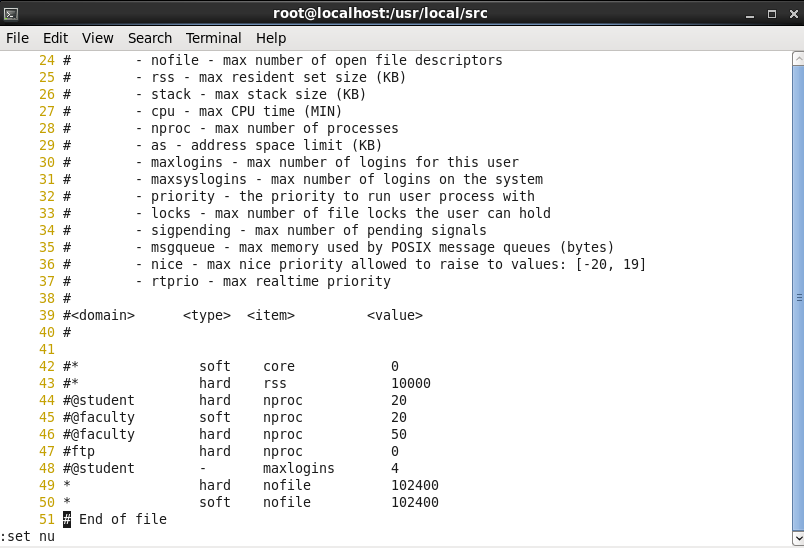 root@localhost:/usr/local/src
File Edit View Search Terminal Help
24 #        - nofile - max number of open file descriptors
25 #        - rss - max resident set size (KB)
26 #        - stack - max stack size (KB)
27 #        - cpu - max CPU time (MIN)
28 #        - nproc - max number of processes
29 #        - as - address space limit (KB)
30 #        - maxlogins - max number of logins for this user
31 #        - maxsyslogins - max number of logins on the system
32 #        - priority - the priority to run user process with
33 #        - locks - max number of file locks the user can hold
34 #        - sigpending - max number of pending signals
35 #        - msgqueue - max memory used by POSIX message queues (bytes)
36 #        - nice - max nice priority allowed to raise to values: [-20, 19]
37 #        - rtprio - max realtime priority
38 #
39 #<domain>      <type>  <item>         <value>
40 #
41
42 #*               soft    core            0
43 #*               hard    rss             10000
44 #@student        hard    nproc           20
45 #@faculty        soft    nproc           20
46 #@faculty        hard    nproc           50
47 #ftp             hard    nproc           0
48 #@student        -       maxlogins       4
49 *                hard    nofile          102400
50 *                soft    nofile          102400
51 # End of file
:set nu